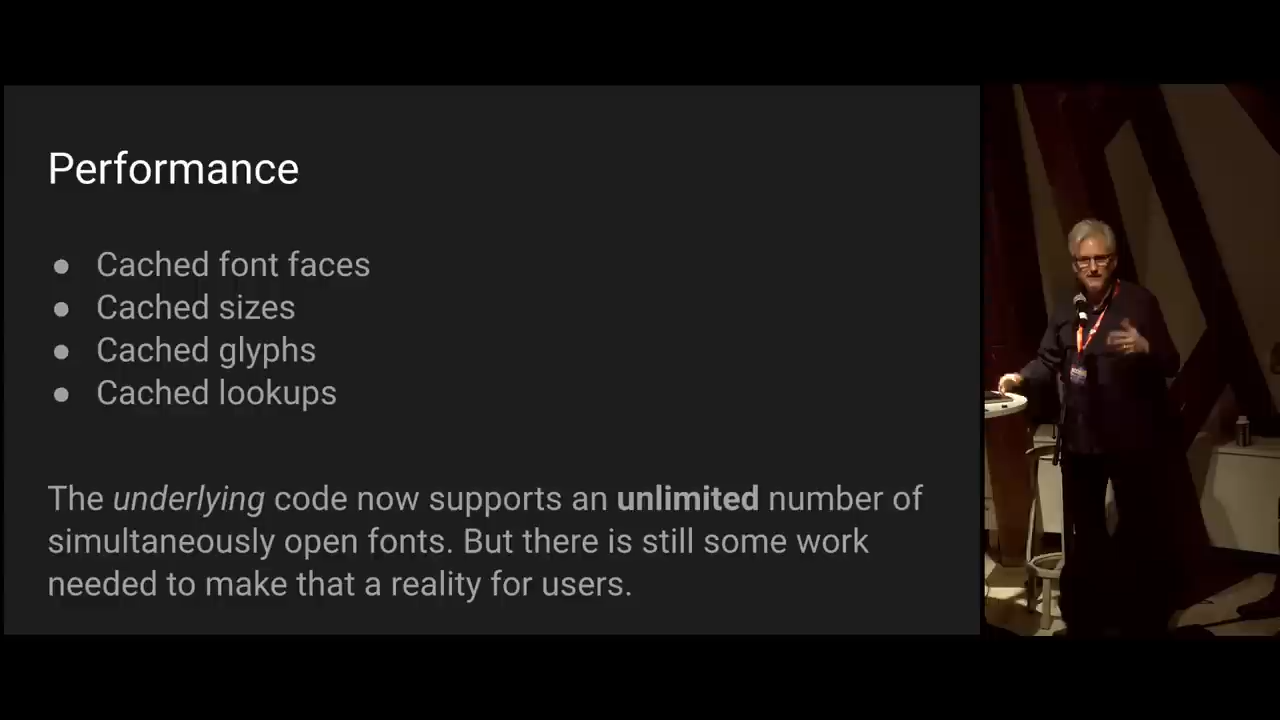 Performance
● Cached font faces
● Cached sizes
● Cached glyphs
● Cached lookups
The underlying code now supports an unlimited number of
simultaneously open fonts. But there is still some work
needed to make that a reality for users.